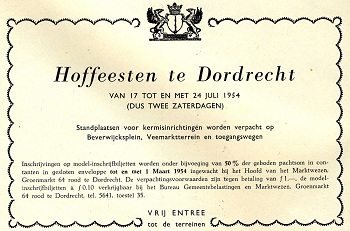 Hoffeesten te Dordrecht
VAN 17 TOT EN MET 24 JULI 1954
(DUS TWEE ZATERDAGEN)
Standplaatsen voor kermisinrichtingen worden verpacht op
Beverwijcksplein, Veemarktterrein en toegangswegen
Inschrijvingen op model-inschrijfbiljetten worden onder bijvoeging van 50 % der geboden pachtsom in con-
tanten in gesloten enveloppe tot en met 1 Maart 1954 ingewacht bij het Hoofd van het Marktwezen,
Groenmarkt 64 rood te Dordrecht. De verpachtingsvoorwaarden zijn tegen betaling van ƒ 1.—, de model-
inschrijfbiljetten à ƒ 0.10 verkrijgbaar bij het Bureau Gemeentebelastingen en Marktwezen, Groenmarkt
64 rood te Dordrecht, tel. 5641, toestel 35.
VRIJ ENTREE
tot de terreinen